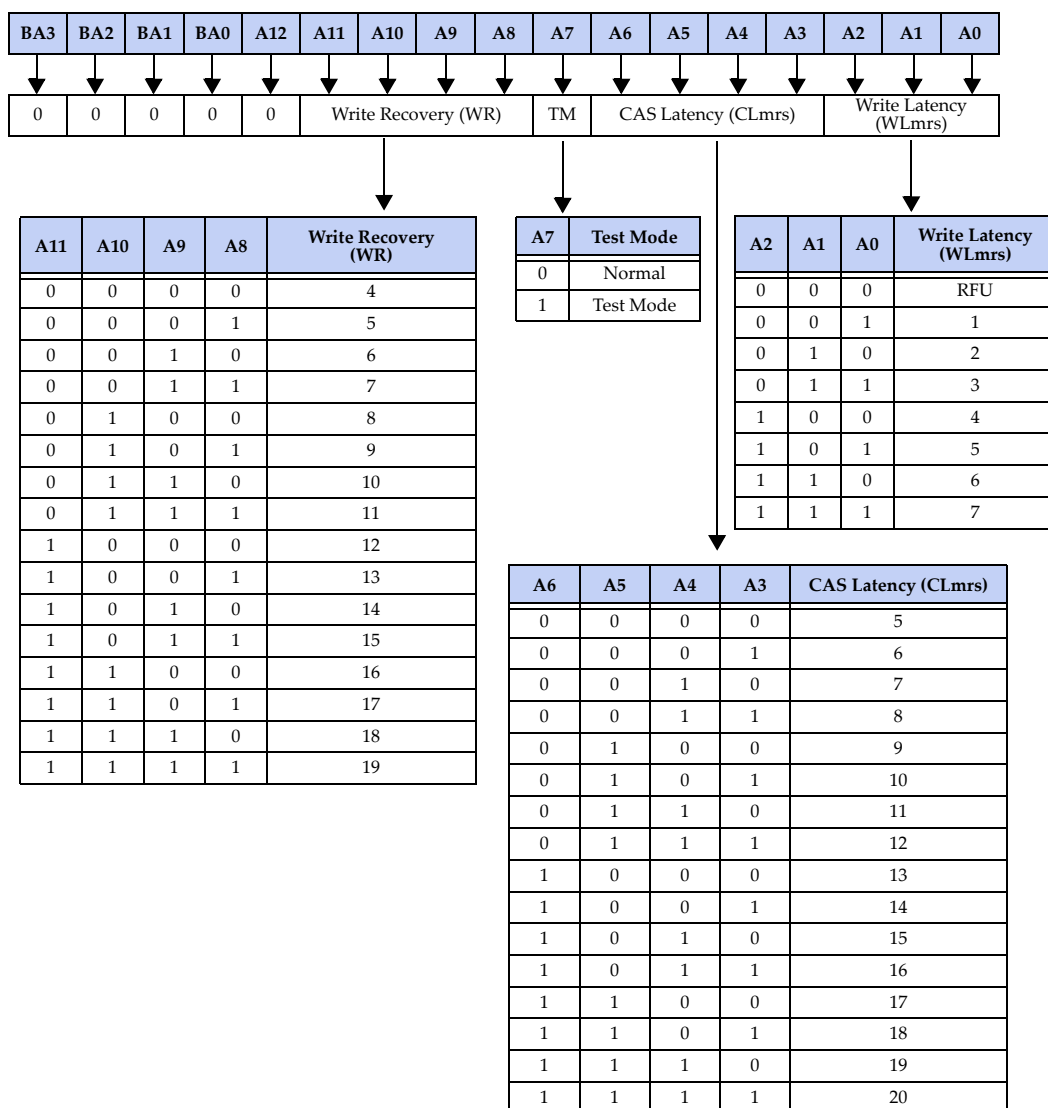 BA3 BA2 BA1 BA0 A12 A11 A10 A9 A8 A7 A6 A5 A4 A3 A2 A1 A0
0 0 0 0 0 Write Recovery (WR) TM CAS Latency (CLmrs) Write Latency
(WLmrs)
A11 A10 A9 A8 Write Recovery
(WR)
0 0 0 0 4
0 0 0 1 5
0 0 1 0 6
0 0 1 1 7
0 1 0 0 8
0 1 0 1 9
0 1 1 0 10
0 1 1 1 11
1 0 0 0 12
1 0 0 1 13
1 0 1 0 14
1 0 1 1 15
1 1 0 0 16
1 1 0 1 17
1 1 1 0 18
1 1 1 1 19
A7 Test Mode
0 Normal
1 Test Mode
A2 A1 A0 Write Latency
(WLmrs)
0 0 0 RFU
0 0 1 1
0 1 0 2
0 1 1 3
1 0 0 4
1 0 1 5
1 1 0 6
1 1 1 7
A6 A5 A4 A3 CAS Latency (CLmrs)
0 0 0 0 5
0 0 0 1 6
0 0 1 0 7
0 0 1 1 8
0 1 0 0 9
0 1 0 1 10
0 1 1 0 11
0 1 1 1 12
1 0 0 0 13
1 0 0 1 14
1 0 1 0 15
1 0 1 1 16
1 1 0 0 17
1 1 0 1 18
1 1 1 0 19
1 1 1 1 20